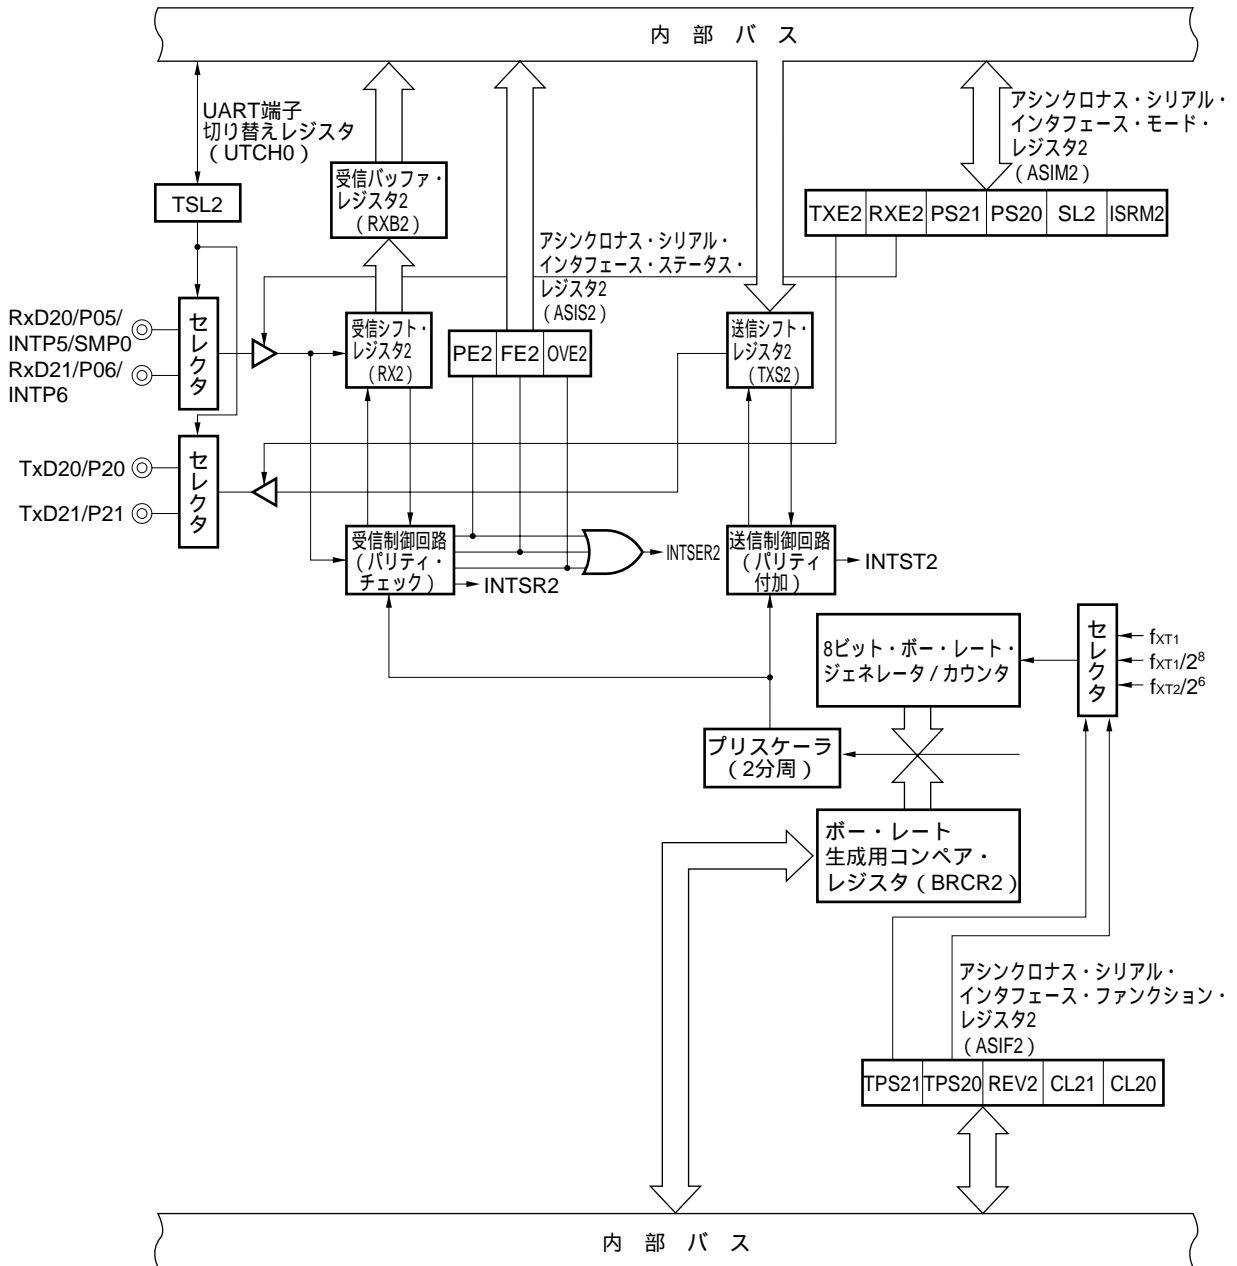 内 部 バ ス
UART端子
切り替えレジスタ
（UTCH0）
アシンクロナス・シリアル・
インタフェース・モード・
レジスタ2
（ASIM2）
受信バッファ・
レジスタ2
（RXB2）
TSL2
TXE2 RXE2 PS21 PS20 SL2 ISRM2
アシンクロナス・シリアル・
インタフェース・ステータス・
レジスタ2
（ASIS2）
RxD20/P05/
INTP5/SMP0
RxD21/P06/
INTP6
セレクタ
受信シフト・
レジスタ2
（RX2）
PE2 FE2 OVE2
送信シフト・
レジスタ2
（TXS2）
TxD20/P20
TxD21/P21
セレクタ
受信制御回路
（パリティ・
チェック）
INTSER2
INTSR2
送信制御回路
（パリティ
付加）
INTST2
8ビット・ボー・レート・
ジェネレータ / カウンタ
セレクタ
fXT1
fXT1/2⁸
fXT2/2⁶
プリスケーラ
（2分周）
ボー・レート
生成用コンペア・
レジスタ（BRCR2）
アシンクロナス・シリアル・
インタフェース・ファンクション・
レジスタ2
（ASIF2）
TPS21 TPS20 REV2 CL21 CL20
内 部 バ ス